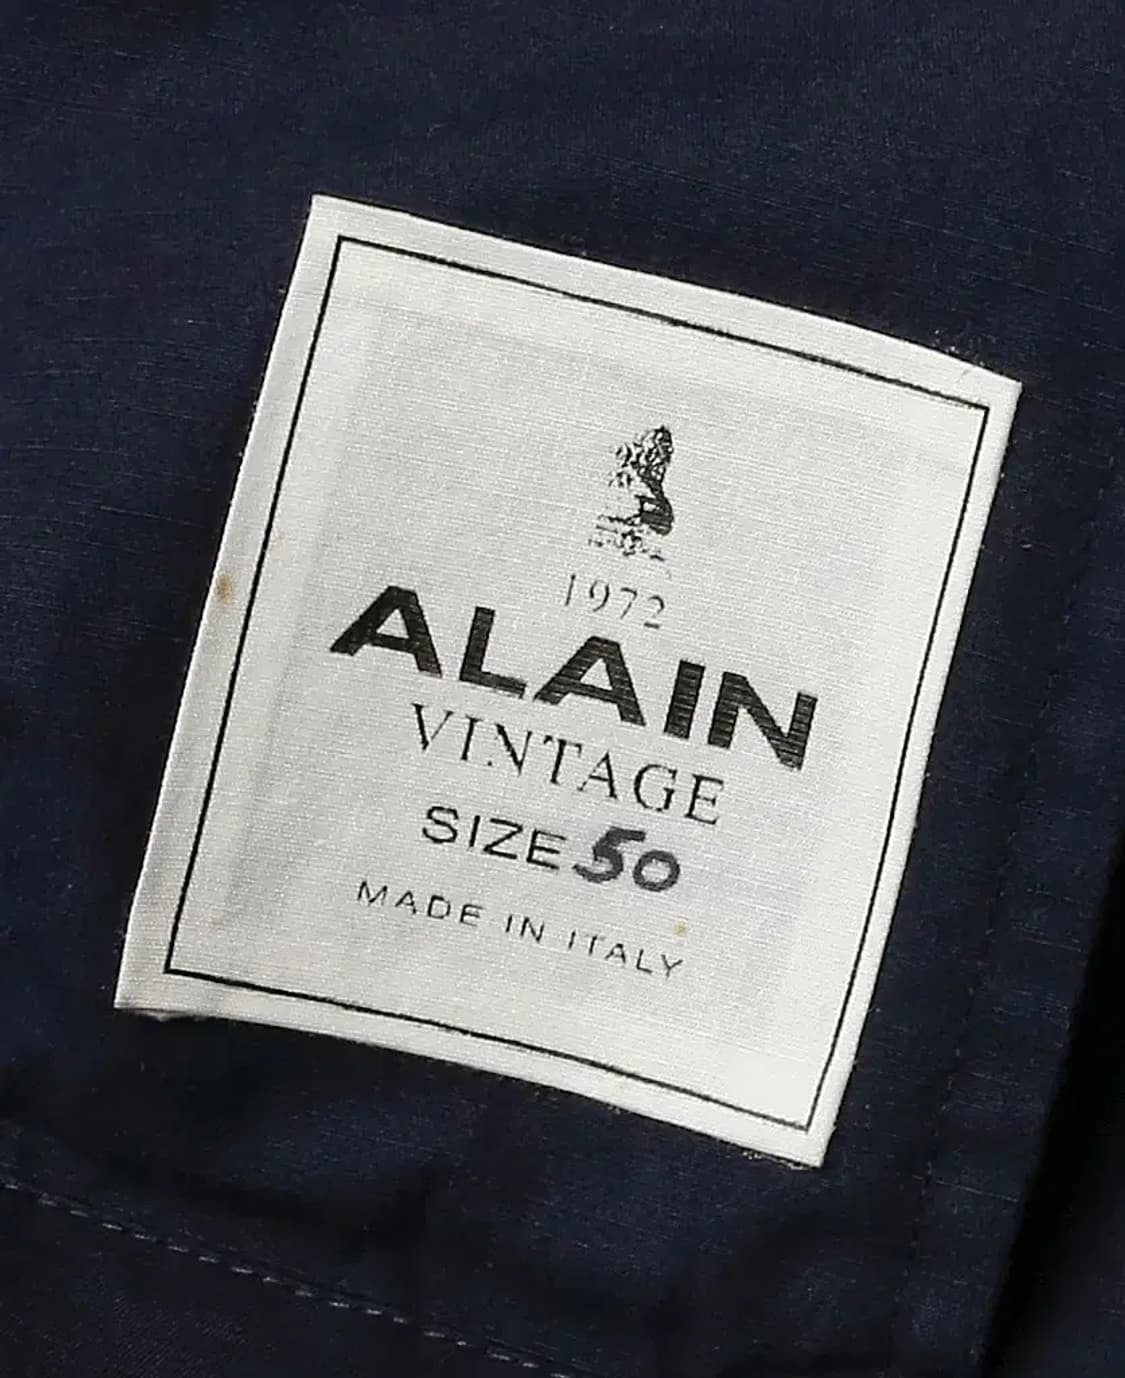 1972
ALAIN
VINTAGE
SIZE 50
MADE IN ITALY